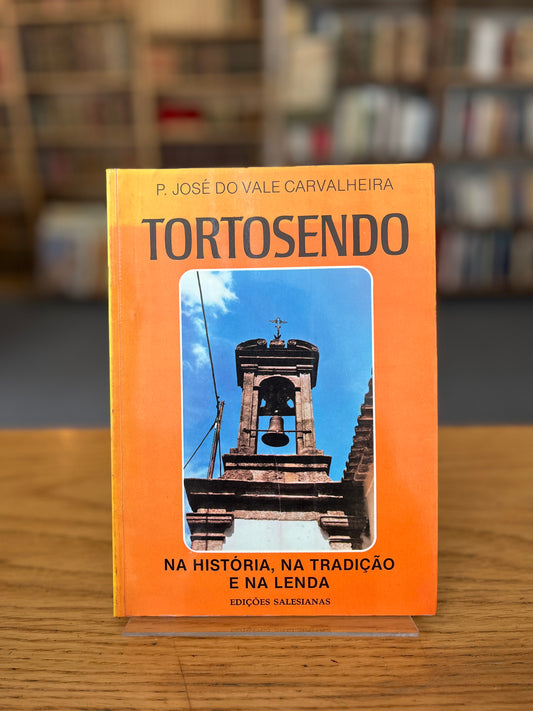 P. JOSÉ DO VALE CARVALHEIRA
TORTOSENDO
NA HISTÓRIA, NA TRADIÇÃO
E NA LENDA
EDIÇÕES SALESIANAS